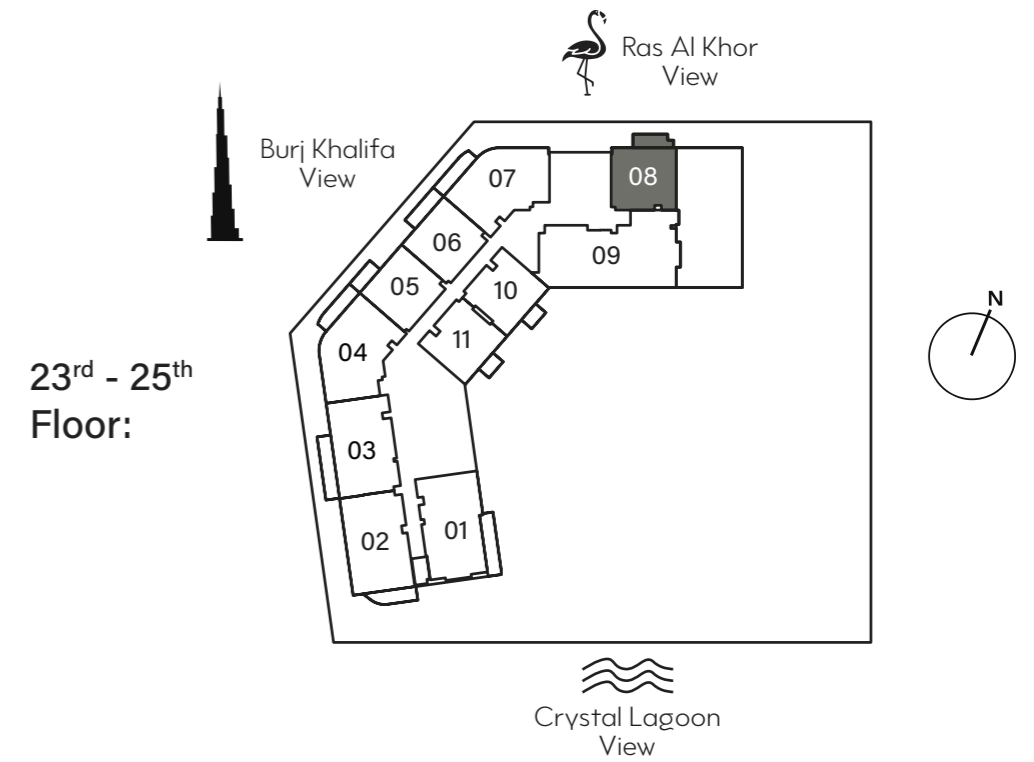 Ras Al Khor
View
Burj Khalifa
View
07
08
06
09
05
10
N
11
04
23rd - 25th
Floor:
03
01
02
Crystal Lagoon
View